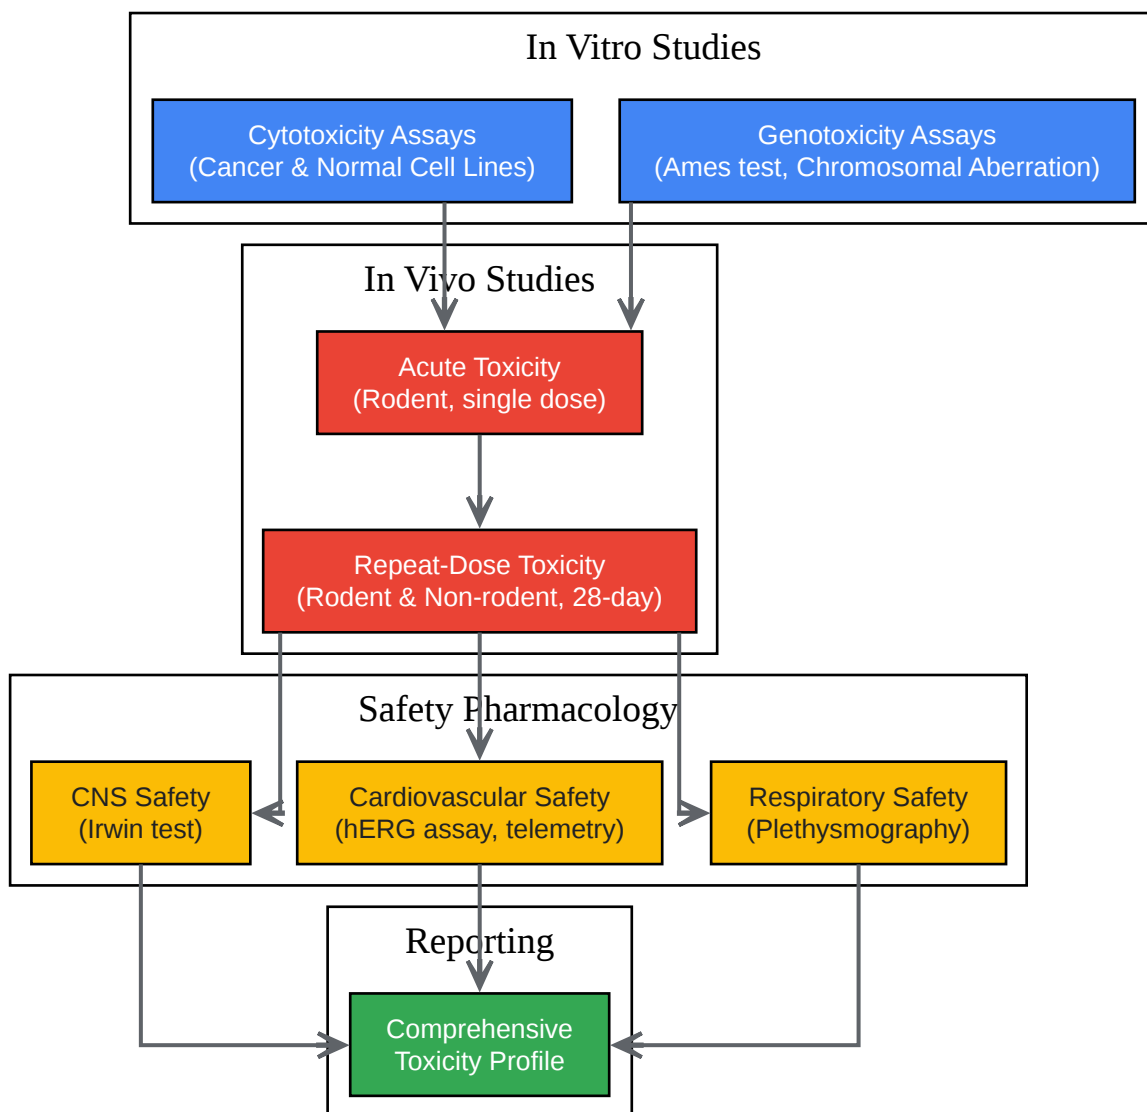 In Vitro Studies
Cytotoxicity Assays
(Cancer & Normal Cell Lines)
Genotoxicity Assays
(Ames test, Chromosomal Aberration)
In Vivo Studies
Acute Toxicity
(Rodent, single dose)
Repeat-Dose Toxicity
(Rodent & Non-rodent, 28-day)
Safety Pharmacology
CNS Safety
(Irwin test)
Cardiovascular Safety
(hERG assay, telemetry)
Respiratory Safety
(Plethysmography)
Reporting
Comprehensive
Toxicity Profile